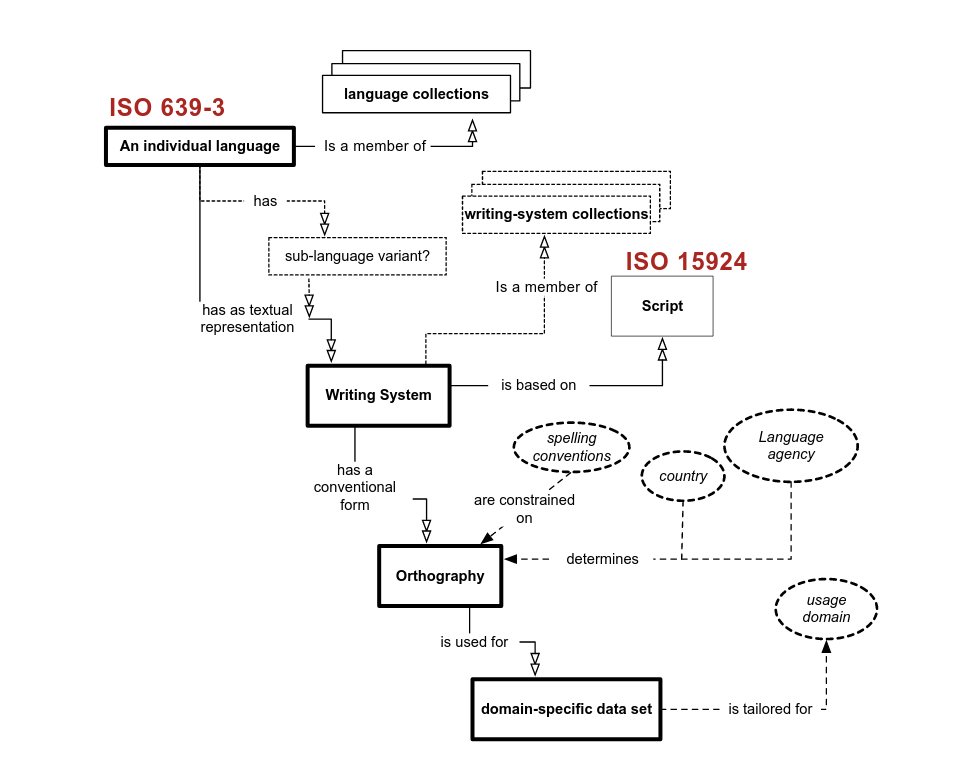 language collections
ISO 639-3
An individual language
Is a member of
has
writing-system collections
sub-language variant?
ISO 15924
Is a member of
Script
has as textual
representation
Writing System
is based on
spelling
conventions
Language
agency
country
has a
conventional
form
are constrained
on
determines
Orthography
usage
domain
is used for
domain-specific data set
is tailored for